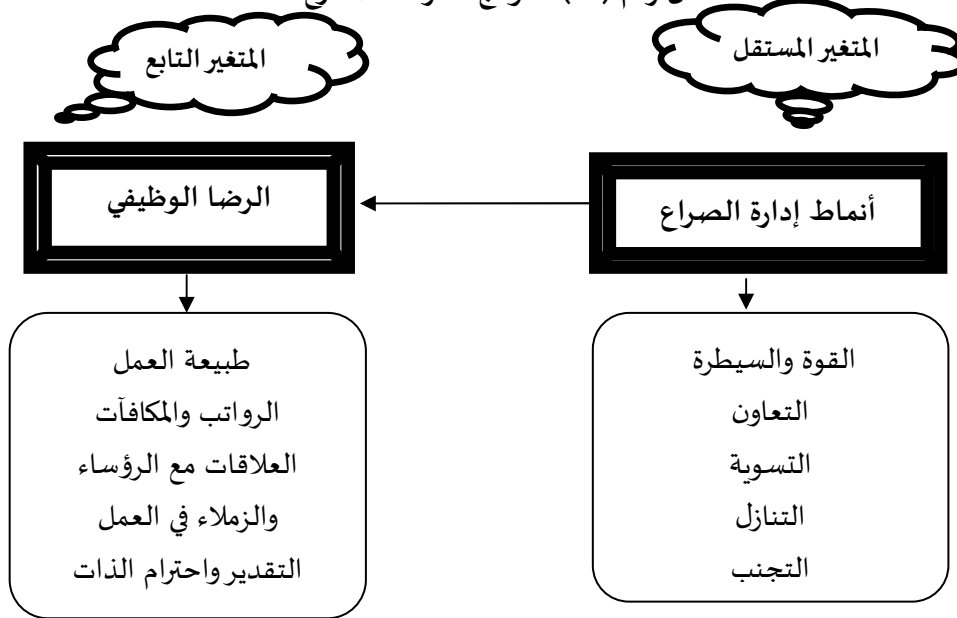 المتغير المستقل
المتغير التابع
أنماط إدارة الصراع
الرضا الوظيفي
القوة والسيطرة
التعاون
التسوية
التنازل
التجنب
طبيعة العمل
الرواتب والمكافآت
العلاقات مع الرؤساء
والزملاء في العمل
التقدير واحترام الذات